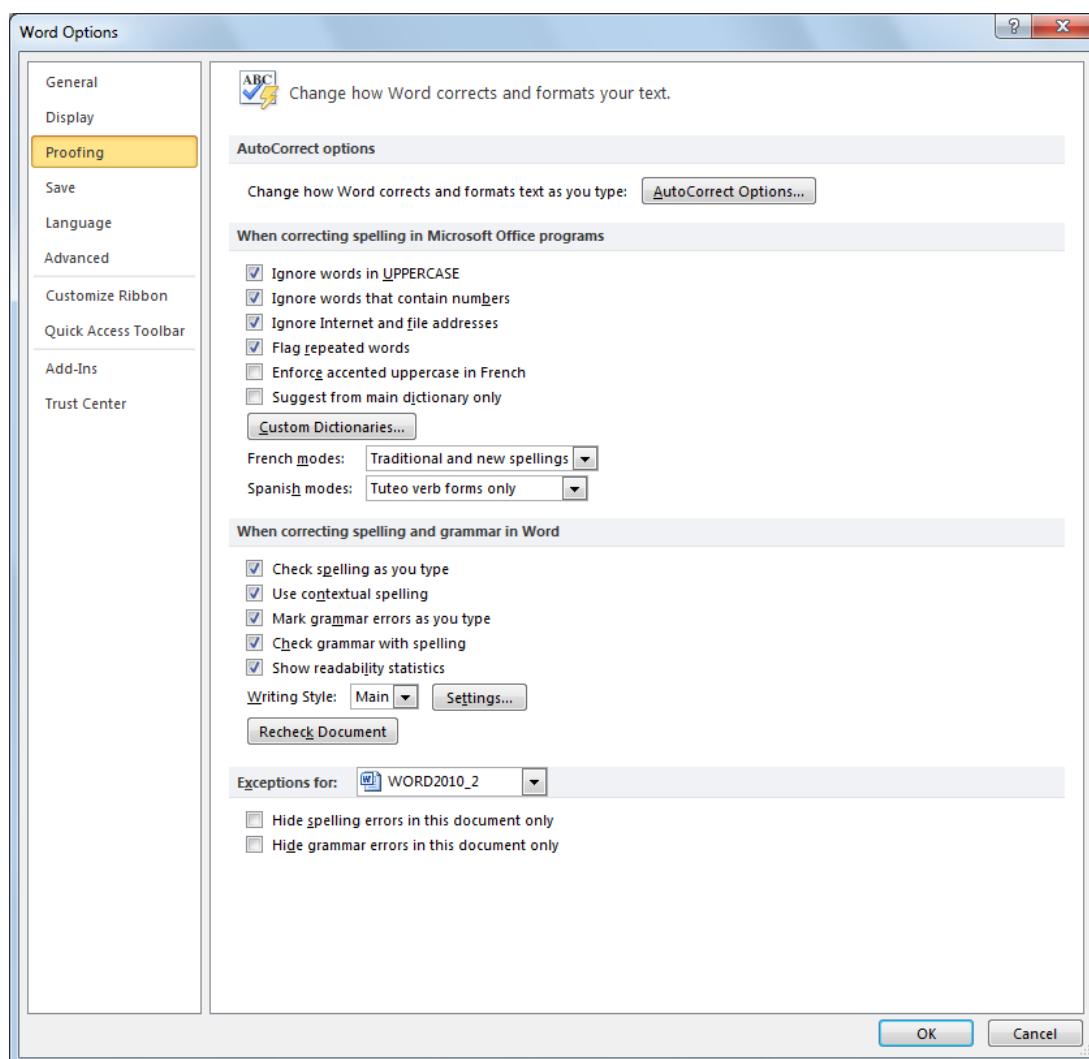 Word Options
General
Display
Proofing
Save
Language
Advanced
Customize Ribbon
Quick Access Toolbar
Add-Ins
Trust Center
ABC
Change how Word corrects and formats your text.
AutoCorrect options
Change how Word corrects and formats text as you type: AutoCorrect Options...
When correcting spelling in Microsoft Office programs
Ignore words in UPPERCASE
Ignore words that contain numbers
Ignore Internet and file addresses
Flag repeated words
Enforce accented uppercase in French
Suggest from main dictionary only
Custom Dictionaries...
French modes: Traditional and new spellings
Spanish modes: Tuteo verb forms only
When correcting spelling and grammar in Word
Check spelling as you type
Use contextual spelling
Mark grammar errors as you type
Check grammar with spelling
Show readability statistics
Writing Style: Main Settings...
Recheck Document
Exceptions for: WORD2010_2
Hide spelling errors in this document only
Hide grammar errors in this document only
OK Cancel